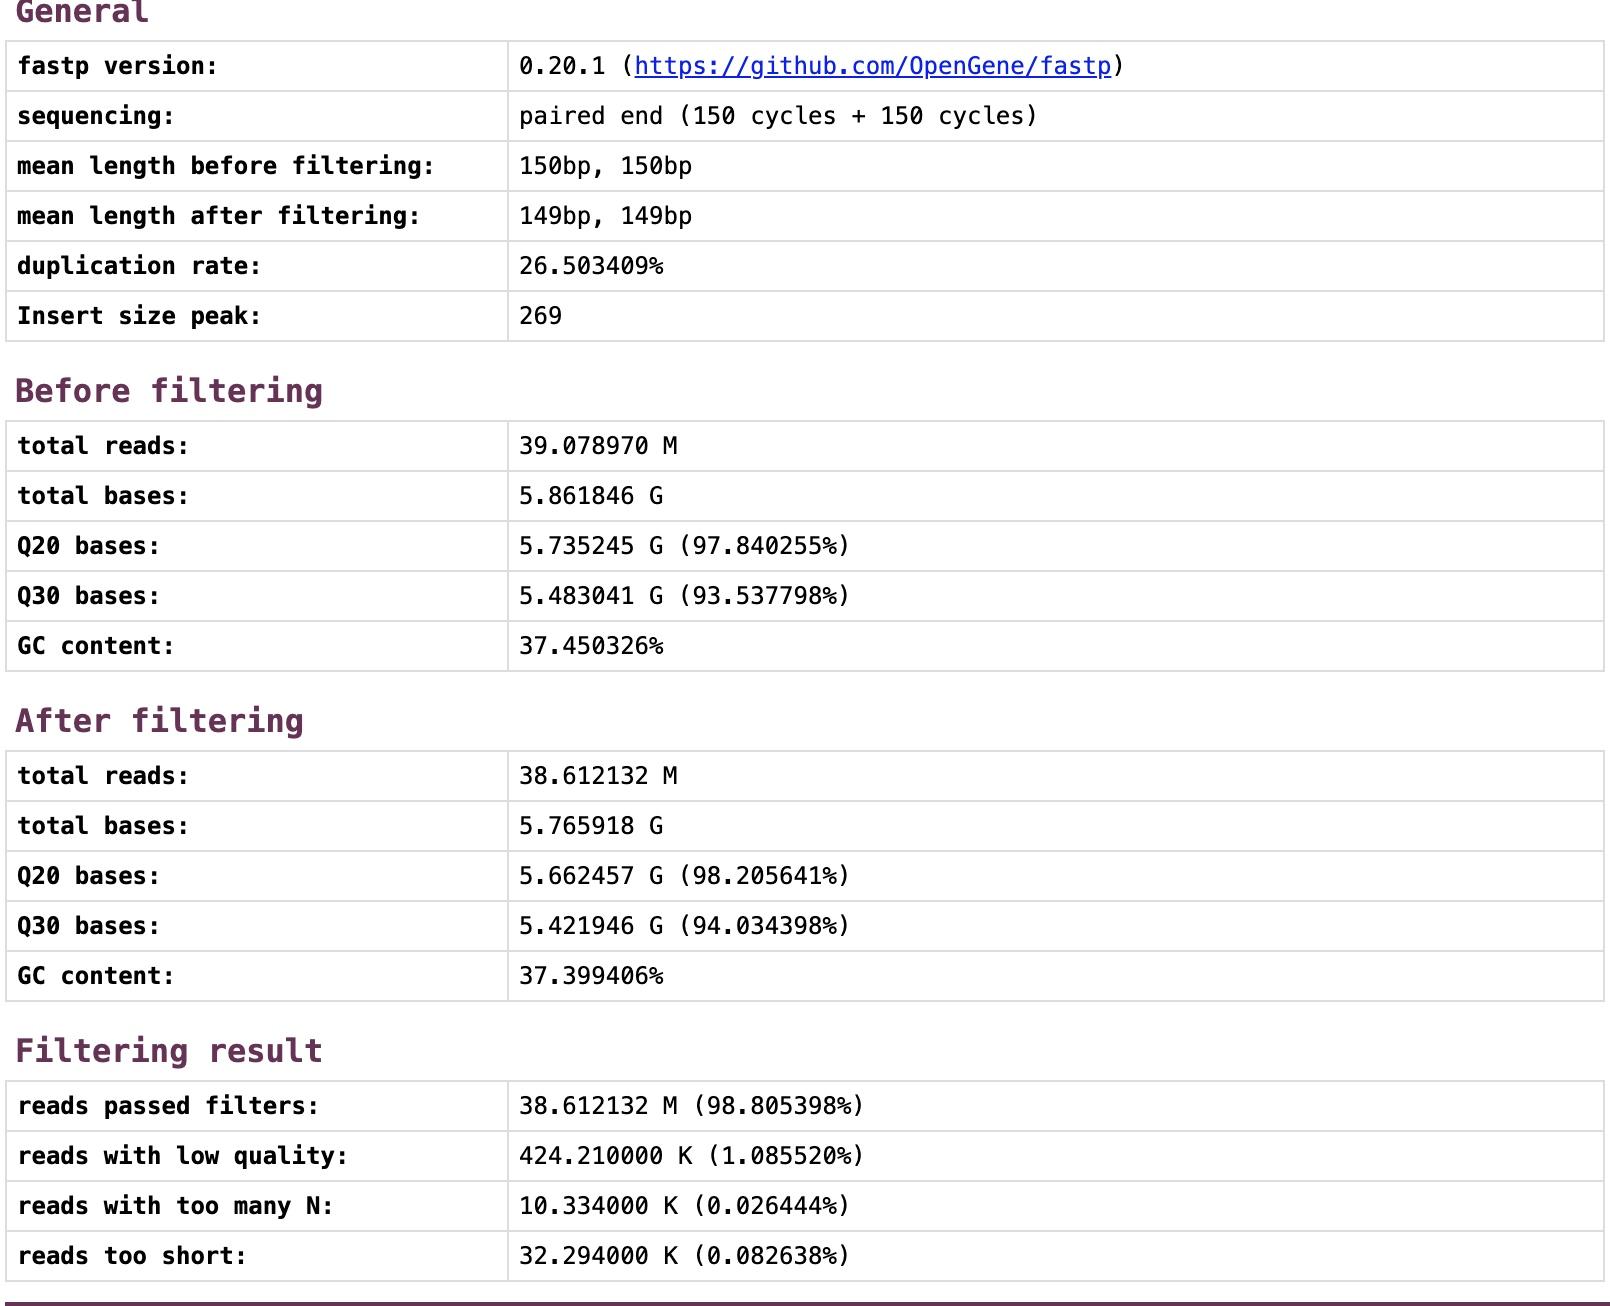 General
fastp version: 0.20.1 (https://github.com/OpenGene/fastp)
sequencing: paired end (150 cycles + 150 cycles)
mean length before filtering: 150bp, 150bp
mean length after filtering: 149bp, 149bp
duplication rate: 26.503409%
Insert size peak: 269
Before filtering
total reads: 39.078970 M
total bases: 5.861846 G
Q20 bases: 5.735245 G (97.840255%)
Q30 bases: 5.483041 G (93.537798%)
GC content: 37.450326%
After filtering
total reads: 38.612132 M
total bases: 5.765918 G
Q20 bases: 5.662457 G (98.205641%)
Q30 bases: 5.421946 G (94.034398%)
GC content: 37.399406%
Filtering result
reads passed filters: 38.612132 M (98.805398%)
reads with low quality: 424.210000 K (1.085520%)
reads with too many N: 10.334000 K (0.026444%)
reads too short: 32.294000 K (0.082638%)